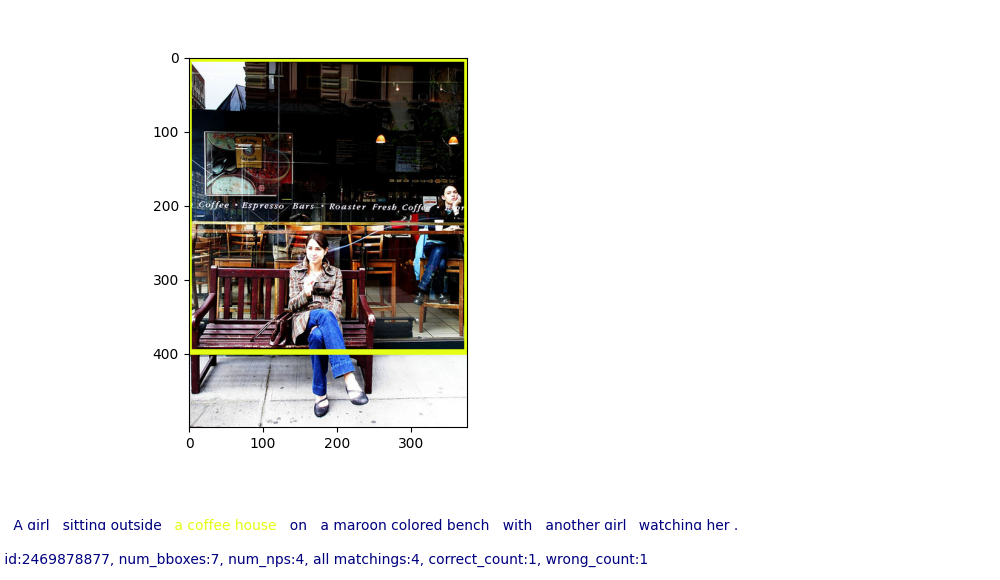 0
100
200
300
400
Coffee • Espresso Bars • Roaster Fresh Coffee •
0 100 200 300
A girl sitting outside a coffee house on a maroon colored bench with another girl watching her .
id:2469878877, num_bboxes:7, num_nps:4, all matchings:4, correct_count:1, wrong_count:1